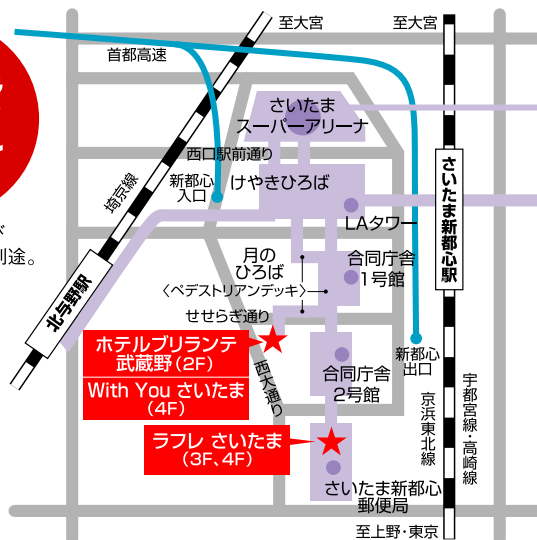 至大宮
至大宮
首都高速
さいたま
スーパーアリーナ
西口駅前通り
新都心
入口
けやきひろば
埼京線
さいたま新都心駅
LAタワー
別途。
月の
ひろば
合同庁舎
1号館
〈ペデストリアンデッキ〉
北与野駅
せせらぎ通り
ホテルブリランテ
武蔵野(2F)
With You さいたま
(4F)
西大通り
新都心
出口
合同庁舎
2号館
京浜東北線
宇都宮線・高崎線
ラフレ さいたま
(3F、4F)
さいたま新都心
郵便局
至上野・東京